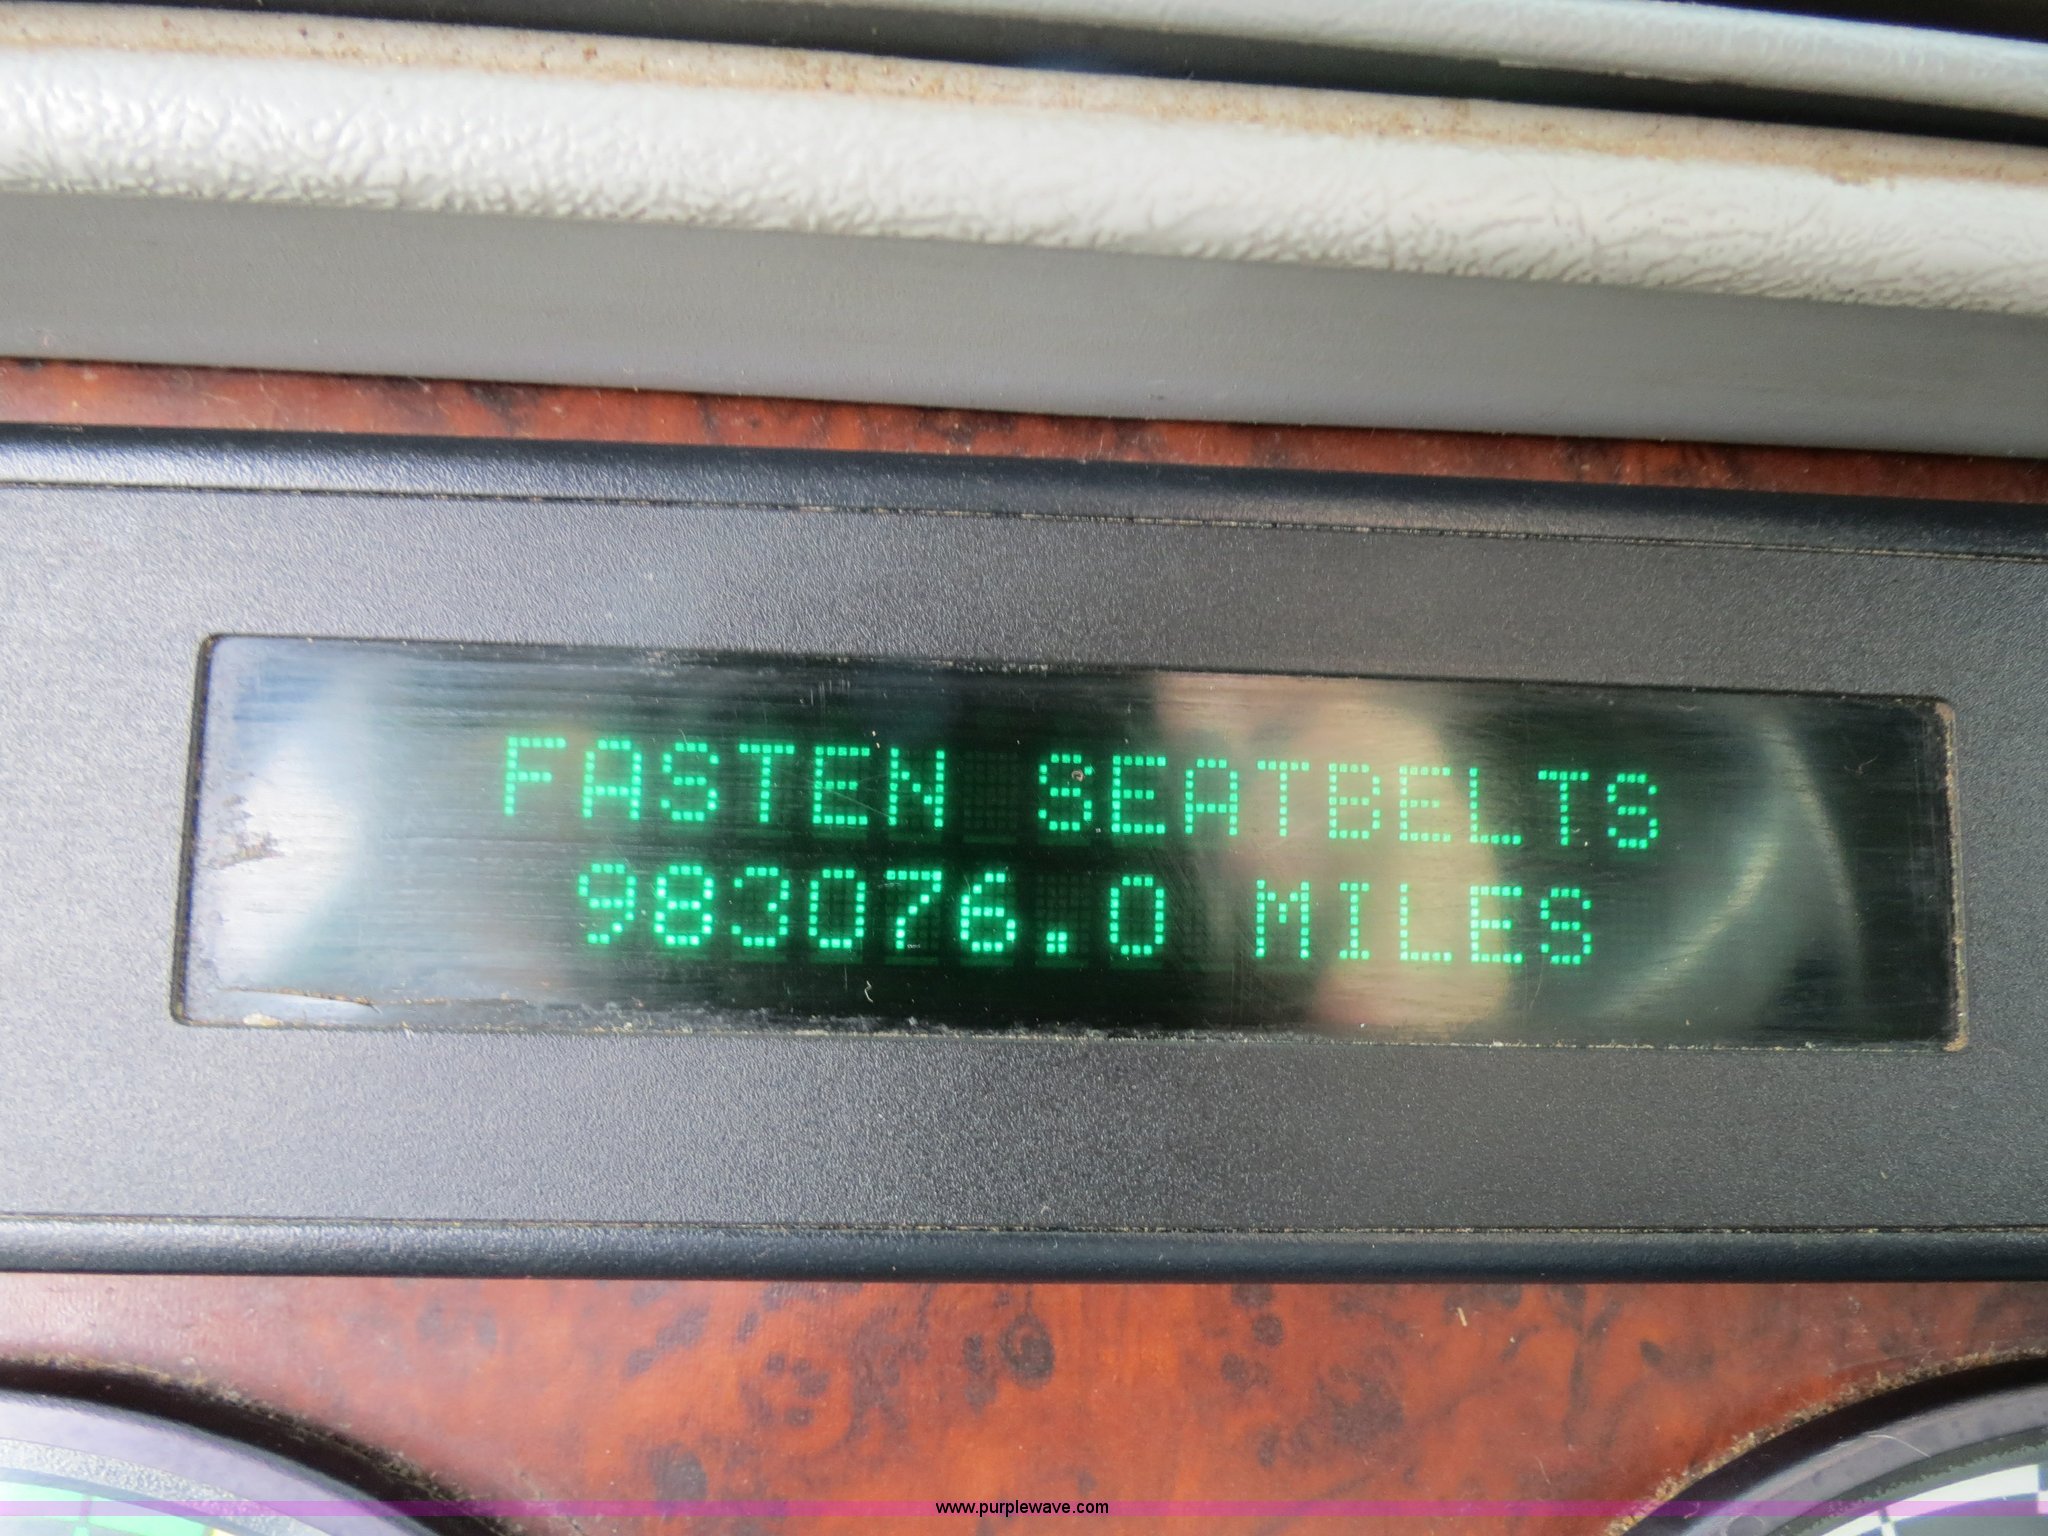 FASTEN SEATBELTS
983076.0 MILES
www.purplewave.com